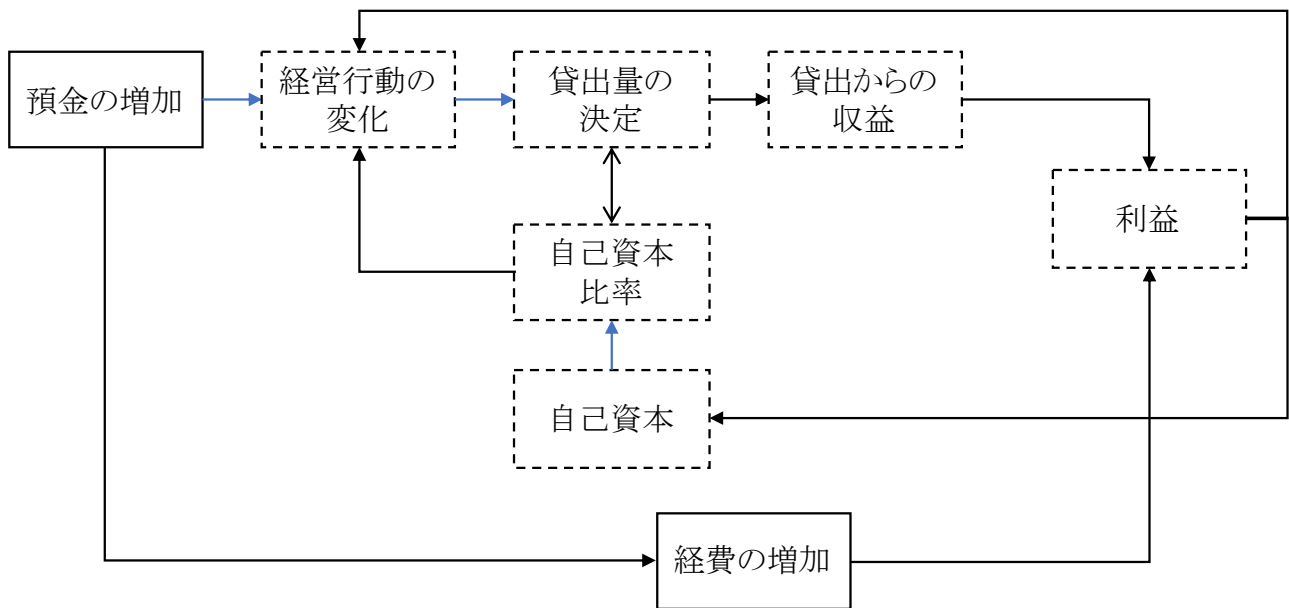 預金の増加
経営行動の
変化
貸出量の
決定
貸出からの
収益
利益
自己資本
比率
自己資本
経費の増加